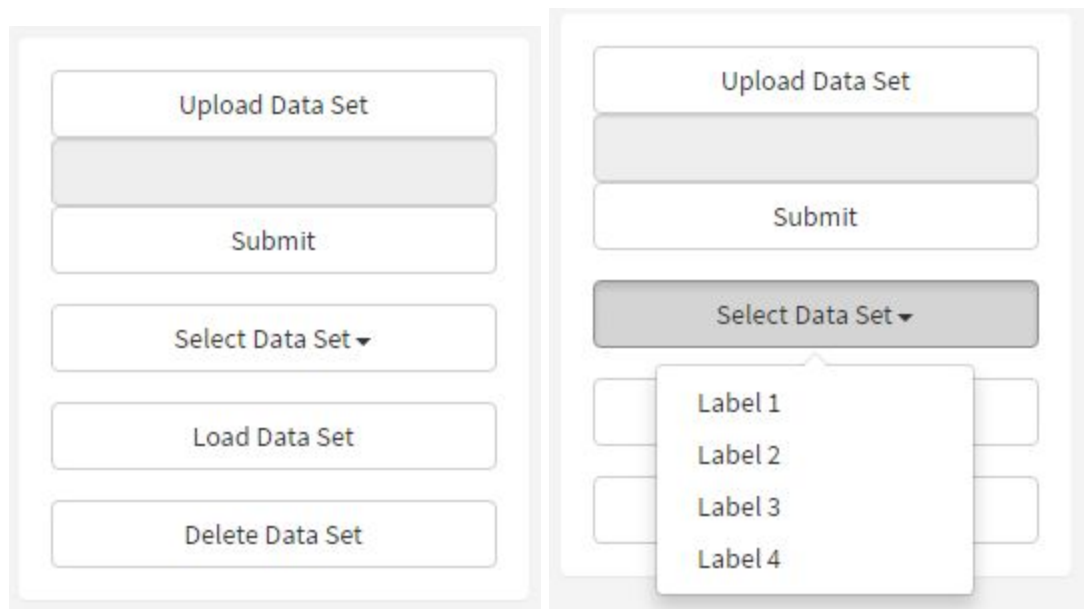 Upload Data Set
Submit
Select Data Set
Load Data Set
Delete Data Set
Upload Data Set
Submit
Select Data Set
Label 1
Label 2
Label 3
Label 4